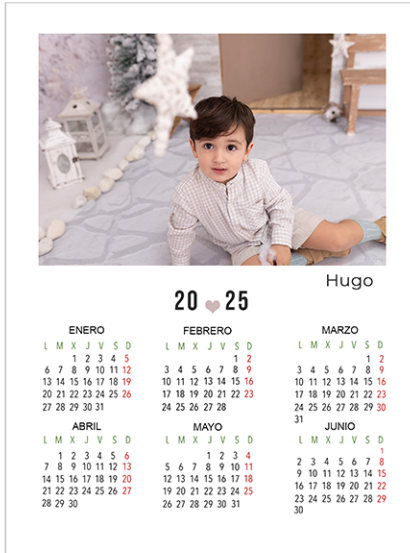 Hugo
20 25
ENERO
L M X J V S D
1 2 3 4 5
6 7 8 9 10 11 12
13 14 15 16 17 18 19
20 21 22 23 24 25 26
27 28 29 30 31
FEBRERO
L M X J V S D
1 2
3 4 5 6 7 8 9
10 11 12 13 14 15 16
17 18 19 20 21 22 23
24 25 26 27 28
MARZO
L M X J V S D
1 2
3 4 5 6 7 8 9
10 11 12 13 14 15 16
17 18 19 20 21 22 23
24 25 26 27 28 29 30
31
ABRIL
L M X J V S D
1 2 3 4 5 6
7 8 9 10 11 12 13
14 15 16 17 18 19 20
21 22 23 24 25 26 27
28 29 30
MAYO
L M X J V S D
1 2 3 4
5 6 7 8 9 10 11
12 13 14 15 16 17 18
19 20 21 22 23 24 25
26 27 28 29 30 31
JUNIO
L M X J V S D
1
2 3 4 5 6 7 8
9 10 11 12 13 14 15
16 17 18 19 20 21 22
23 24 25 26 27 28 29
30